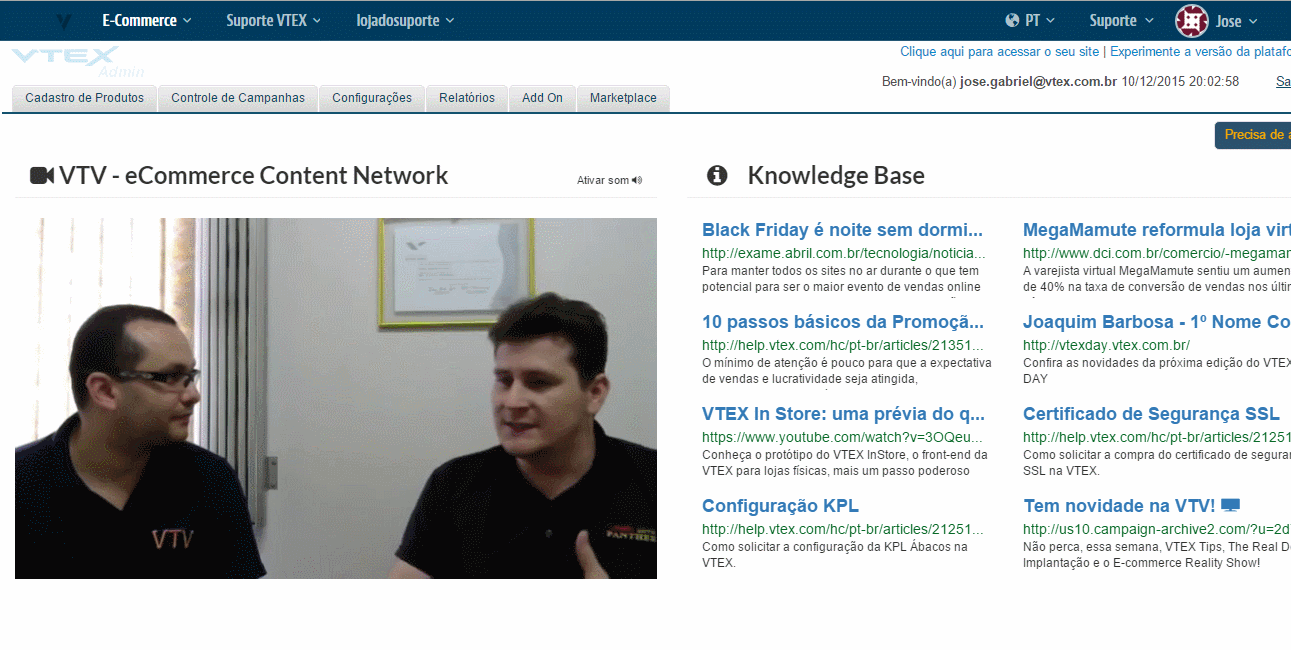 E-Commerce Suporte VTEX lojadosuporte PT Suporte Jose
VTEX
Admin
Clique aqui para acessar o seu site | Experimente a versão da platafo
Bem-vindo(a) jose.gabriel@vtex.com.br 10/12/2015 20:02:58 Sa
Cadastro de Produtos Controle de Campanhas Configurações Relatórios Add On Marketplace
Precisa de a
VTV - eCommerce Content Network
Ativar som
VTV
PANTHER
Knowledge Base
Black Friday é noite sem dormi...
http://exame.abril.com.br/tecnologia/noticia...
Para manter todos os sites no ar durante o que tem
potencial para ser o maior evento de vendas online
10 passos básicos da Promoçã...
http://help.vtex.com/hc/pt-br/articles/21351...
O mínimo de atenção é pouco para que a expectativa
de vendas e lucratividade seja atingida,
VTEX In Store: uma prévia do q...
https://www.youtube.com/watch?v=3OQeu...
Conheça o protótipo do VTEX InStore, o front-end da
VTEX para lojas físicas, mais um passo poderoso
Configuração KPL
http://help.vtex.com/hc/pt-br/articles/21251...
Como solicitar a configuração da KPL Ábacos na
VTEX.
MegaMamute reformula loja virt
http://www.dci.com.br/comercio/-megamar
A varejista virtual MegaMamute sentiu um aumen
de 40% na taxa de conversão de vendas nos últin
Joaquim Barbosa - 1º Nome Co
http://vtexday.vtex.com.br/
Confira as novidades da próxima edição do VTEX
DAY
Certificado de Segurança SSL
http://help.vtex.com/hc/pt-br/articles/21251
Como solicitar a compra do certificado de seguran
SSL na VTEX.
Tem novidade na VTV!
http://us10.campaign-archive2.com/?u=2d
Não perca, essa semana, VTEX Tips, The Real De
Implantação e o E-commerce Reality Show!